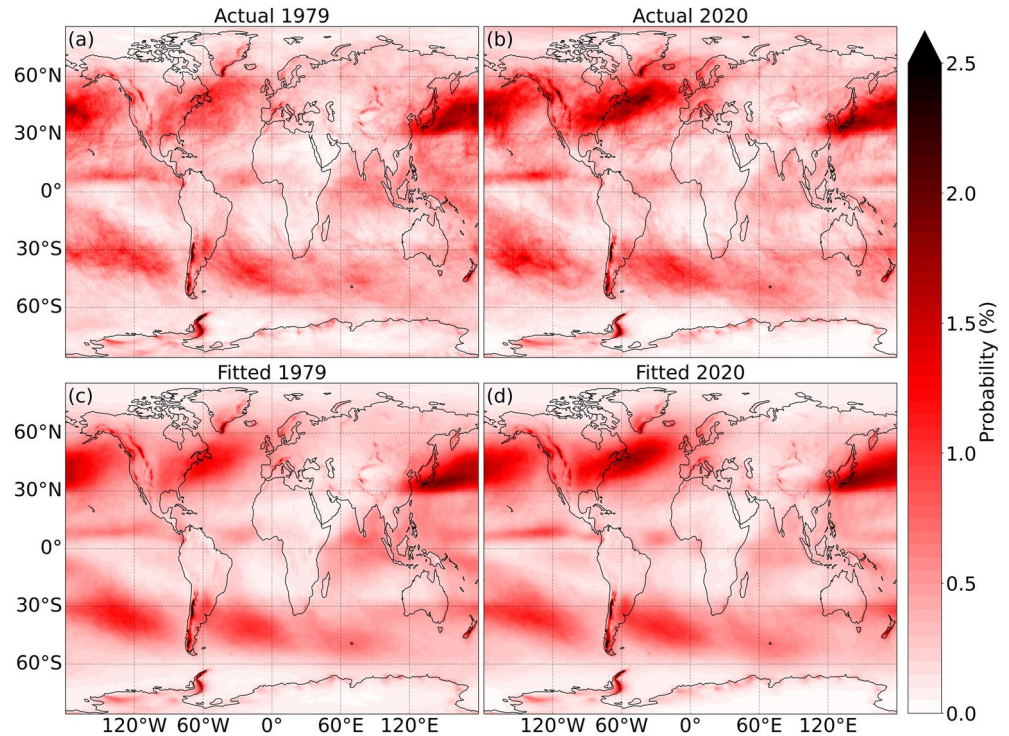 Actual 1979
Actual 2020
(a)
(b)
60°N
30°N
0°
30°S
60°S
Fitted 1979
Fitted 2020
(c)
(d)
60°N
30°N
0°
30°S
60°S
120°W 60°W 0° 60°E 120°E
120°W 60°W 0° 60°E 120°E
2.5
2.0
1.5
1.0
0.5
0.0
Probability (%)